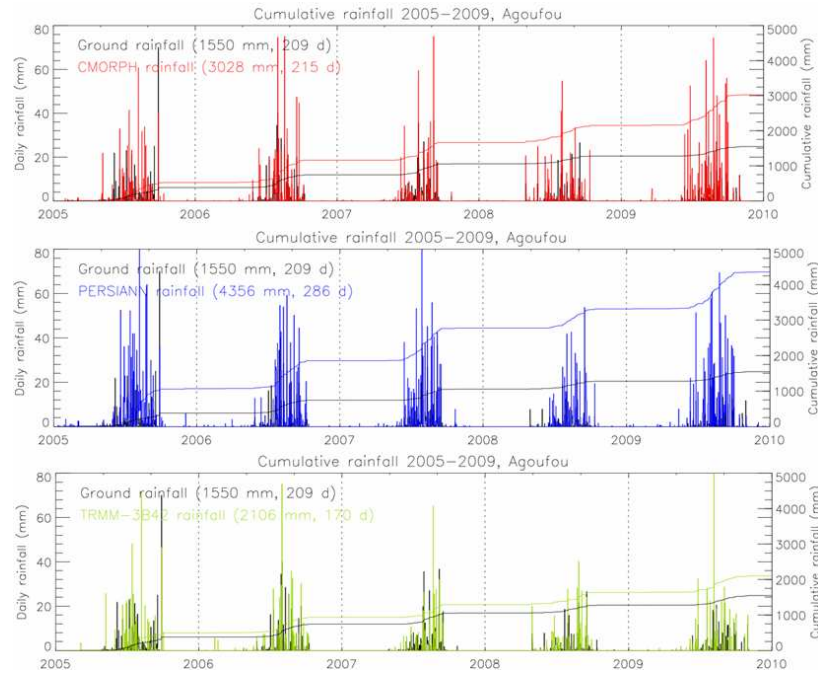 Cumulative rainfall 2005-2009, Agoufou
Ground rainfall (1550 mm, 209 d)
CMORPH rainfall (3028 mm, 215 d)
Daily rainfall (mm)
80
60
40
20
0
Cumulative rainfall (mm)
5000
4000
3000
2000
1000
0
2005 2006 2007 2008 2009 2010
Cumulative rainfall 2005-2009, Agoufou
Ground rainfall (1550 mm, 209 d)
PERSIANN rainfall (4356 mm, 286 d)
Daily rainfall (mm)
80
60
40
20
0
Cumulative rainfall (mm)
5000
4000
3000
2000
1000
0
2005 2006 2007 2008 2009 2010
Cumulative rainfall 2005-2009, Agoufou
Ground rainfall (1550 mm, 209 d)
TRMM-3B42 rainfall (2106 mm, 170 d)
Daily rainfall (mm)
80
60
40
20
0
Cumulative rainfall (mm)
5000
4000
3000
2000
1000
0
2005 2006 2007 2008 2009 2010